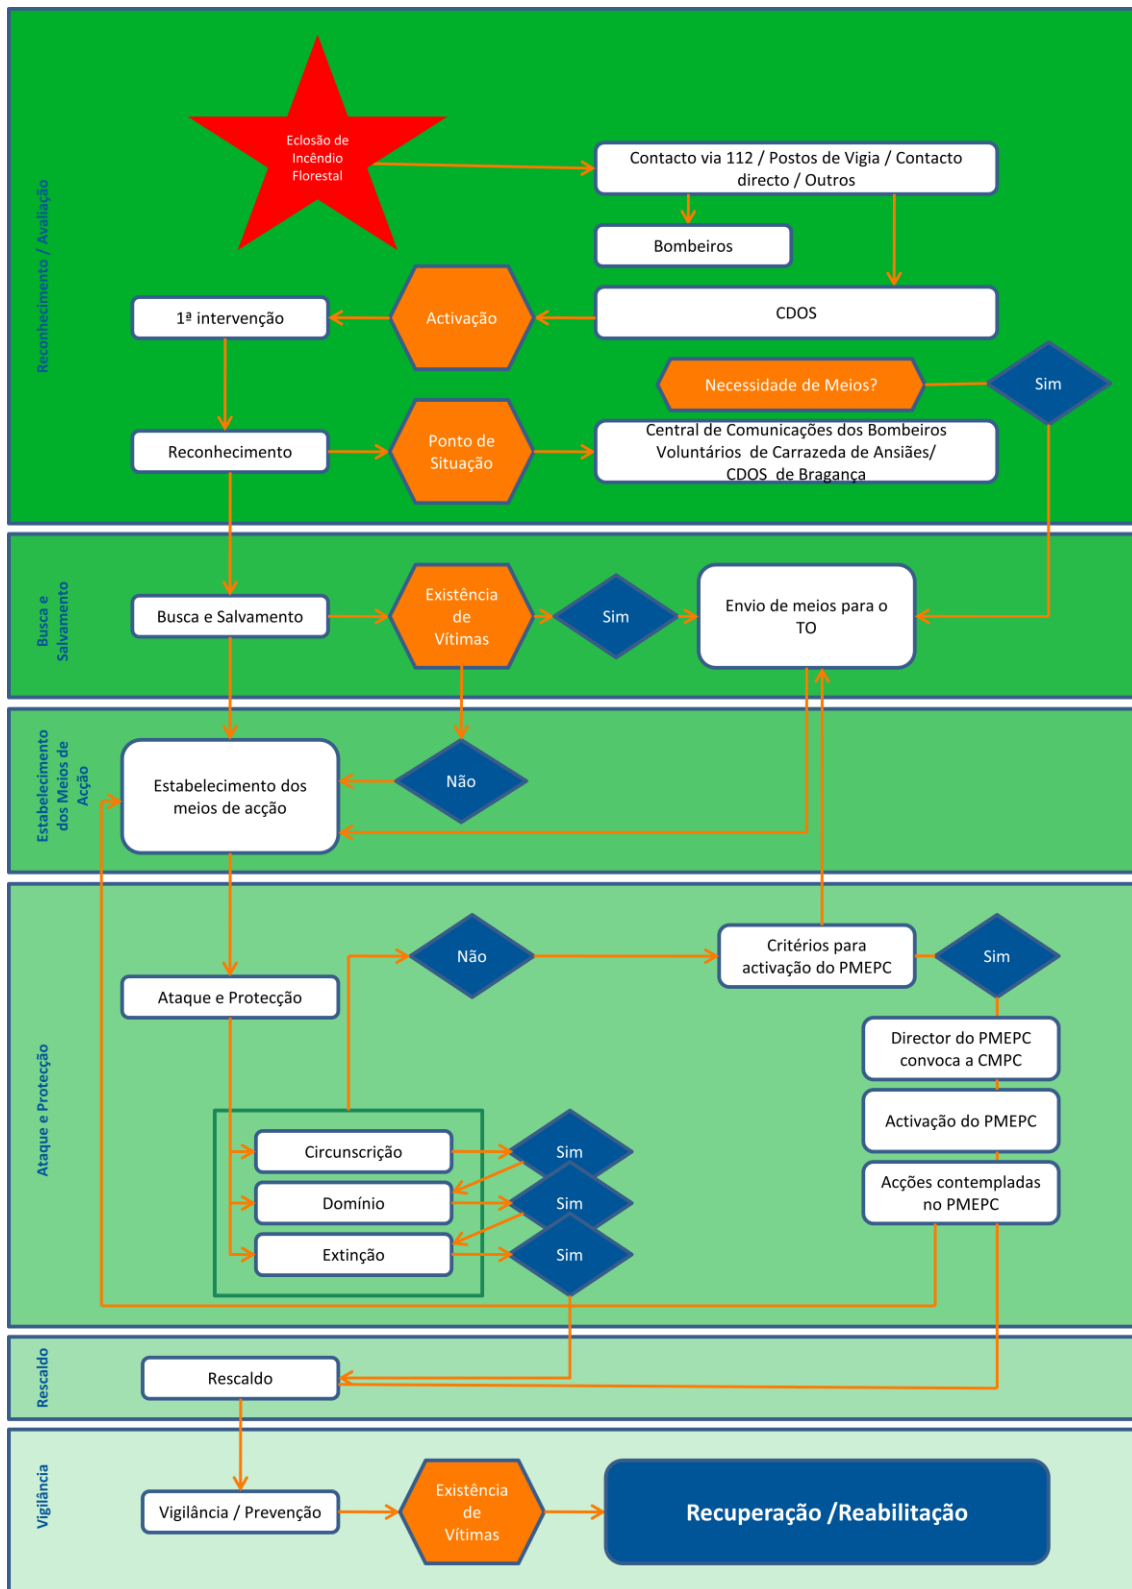 Reconhecimento / Avaliação
Eclosão de
Incêndio
Florestal
Contacto via 112 / Postos de Vigia / Contacto
directo / Outros
Bombeiros
1ª intervenção
Activação
CDOS
Necessidade de Meios?
Sim
Reconhecimento
Ponto de
Situação
Central de Comunicações dos Bombeiros
Voluntários de Carrazeda de Ansiães/
CDOS de Bragança
Busca e
Salvamento
Busca e Salvamento
Existência
de
Vítimas
Sim
Envio de meios para o
TO
Estabelecimento
dos Meios de
Acção
Estabelecimento dos
meios de acção
Não
Ataque e Protecção
Não
Critérios para
activação do PMEPC
Sim
Ataque e Protecção
Director do PMEPC
convoca a CMPC
Activação do PMEPC
Circunscrição
Sim
Domínio
Sim
Acções contempladas
no PMEPC
Extinção
Sim
Rescaldo
Rescaldo
Vigilância
Vigilância / Prevenção
Existência
de
Vítimas
Recuperação /Reabilitação